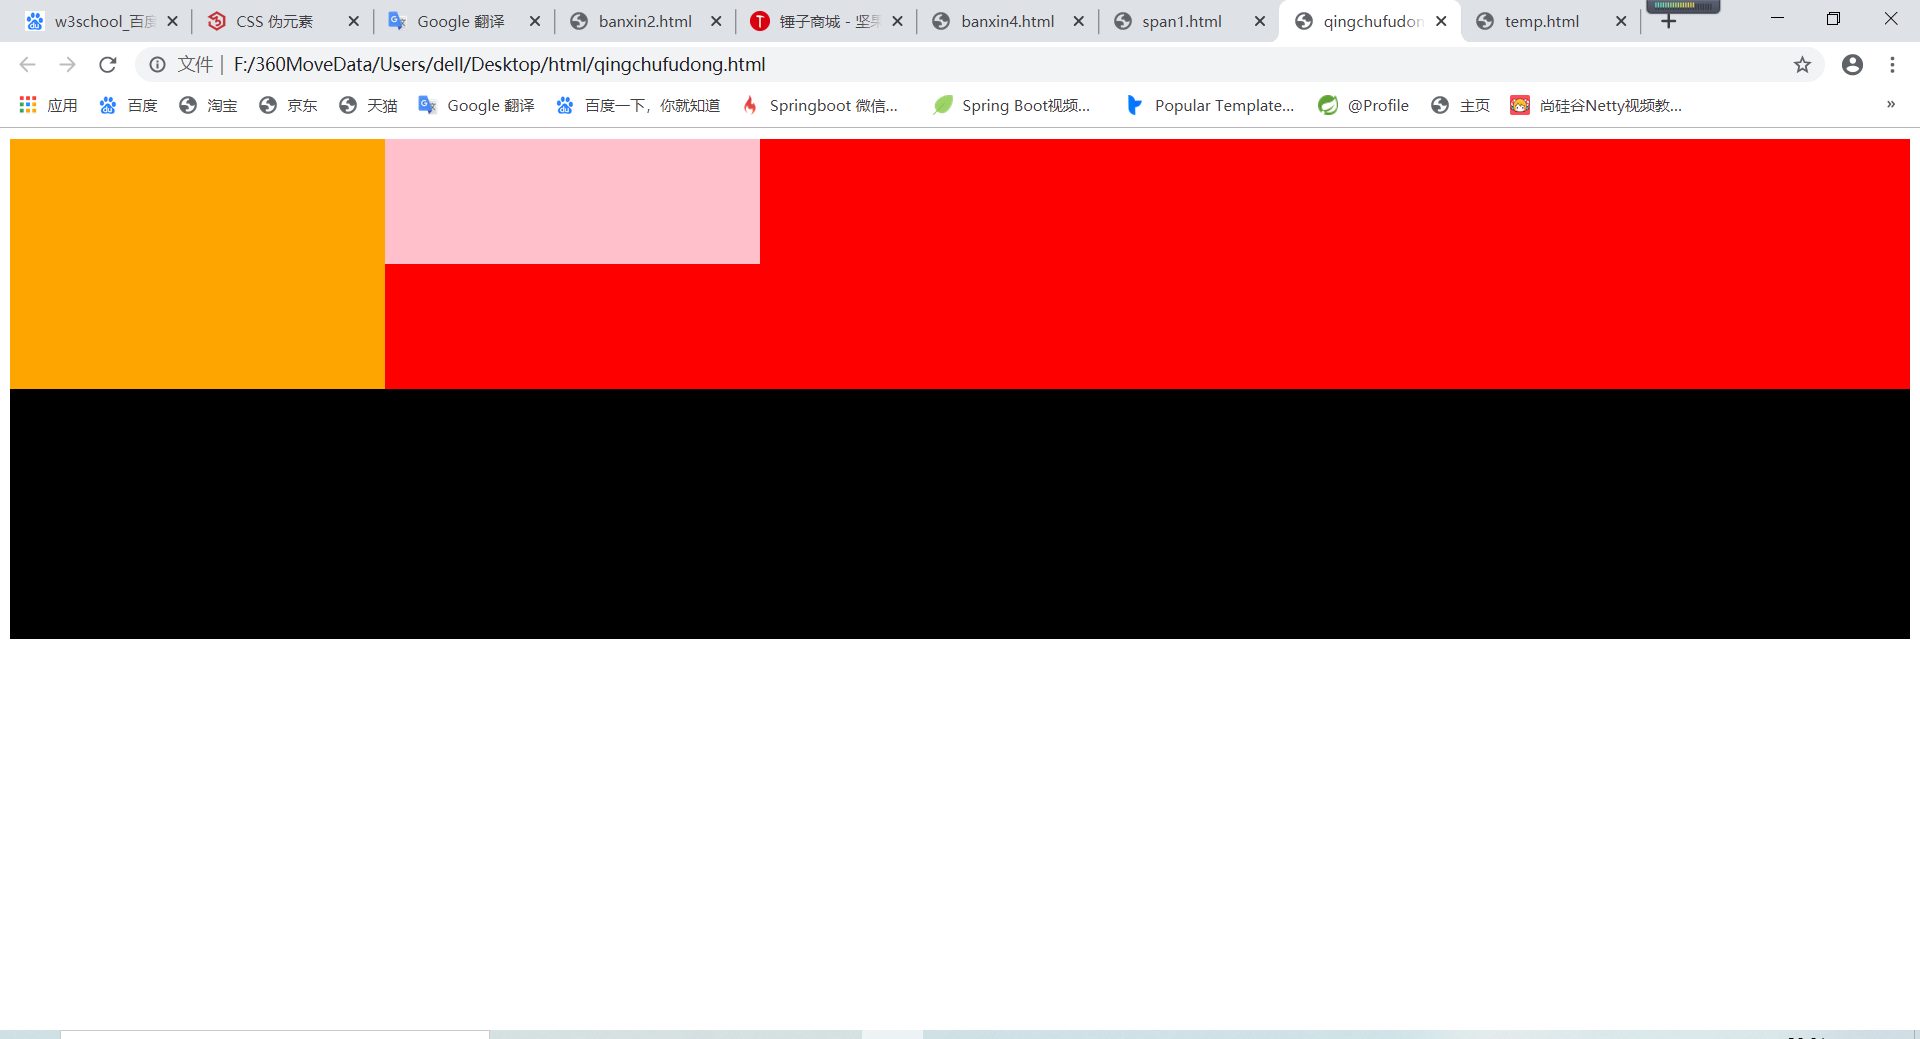 w3school_百度
CSS 伪元素
Google 翻译
banxin2.html
锤子商城 - 坚果
banxin4.html
span1.html
qingchufudon
temp.html
文件 | F:/360MoveData/Users/dell/Desktop/html/qingchufudong.html
应用
百度
淘宝
京东
天猫
Google 翻译
百度一下，你就知道
Springboot 微信...
Spring Boot视频...
Popular Template...
@Profile
主页
尚硅谷Netty视频教...
»